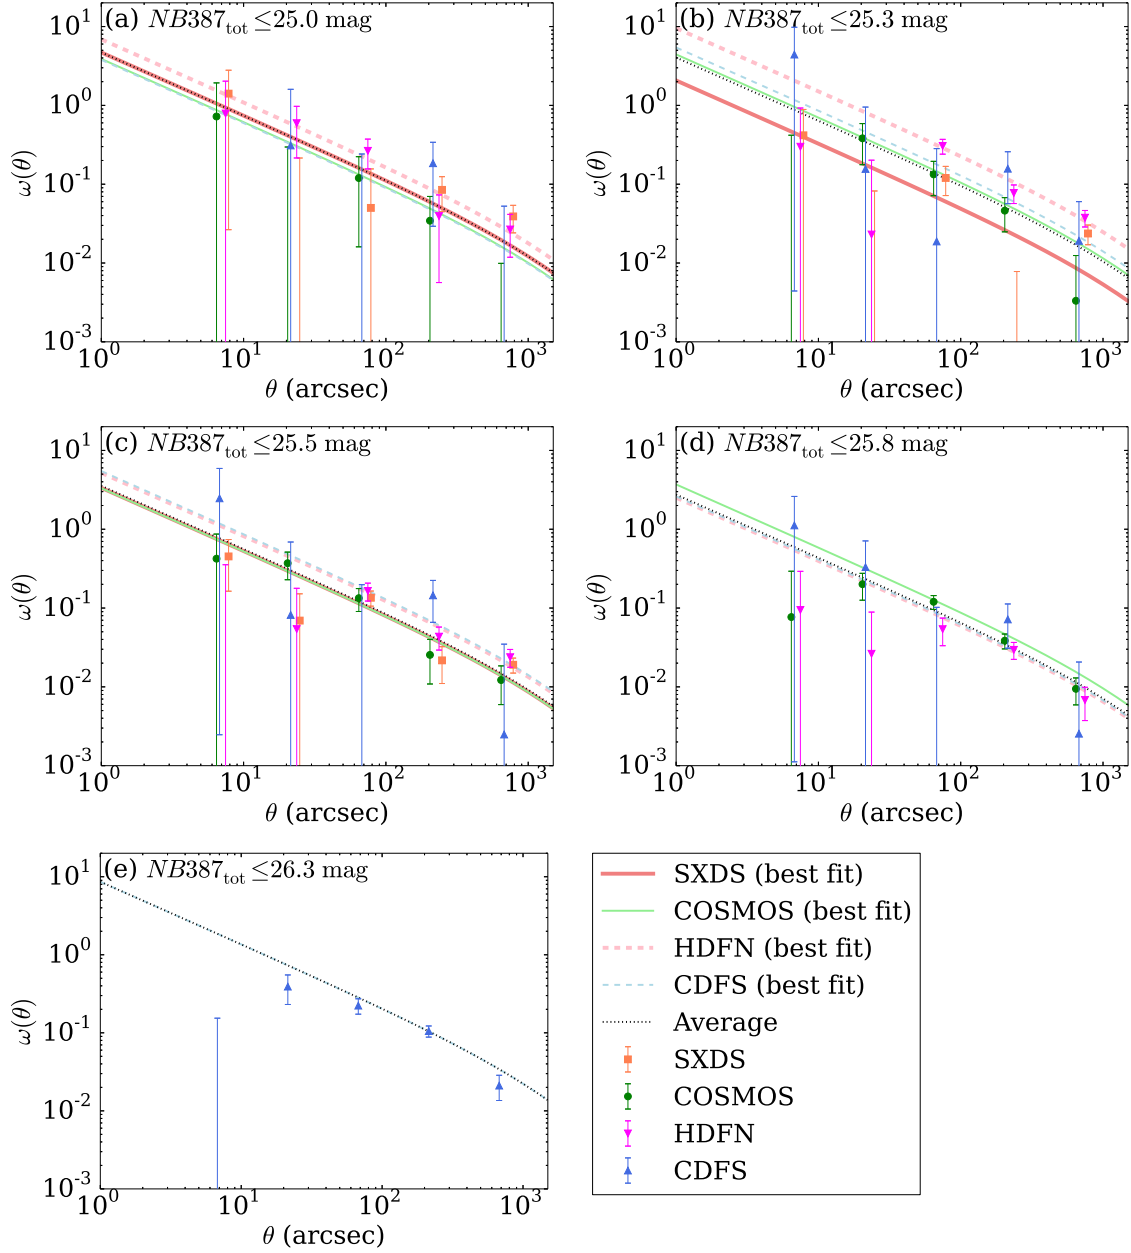 (a) NB387tot ≤25.0 mag
10^1
10^0
10^-1
10^-2
10^-3
ω(θ)
10^0 10^1 10^2 10^3
θ (arcsec)
(b) NB387tot ≤25.3 mag
10^1
10^0
10^-1
10^-2
10^-3
ω(θ)
10^0 10^1 10^2 10^3
θ (arcsec)
(c) NB387tot ≤25.5 mag
10^1
10^0
10^-1
10^-2
10^-3
ω(θ)
10^0 10^1 10^2 10^3
θ (arcsec)
(d) NB387tot ≤25.8 mag
10^1
10^0
10^-1
10^-2
10^-3
ω(θ)
10^0 10^1 10^2 10^3
θ (arcsec)
(e) NB387tot ≤26.3 mag
10^1
10^0
10^-1
10^-2
10^-3
ω(θ)
10^0 10^1 10^2 10^3
θ (arcsec)
SXDS (best fit)
COSMOS (best fit)
HDFN (best fit)
CDFS (best fit)
Average
SXDS
COSMOS
HDFN
CDFS